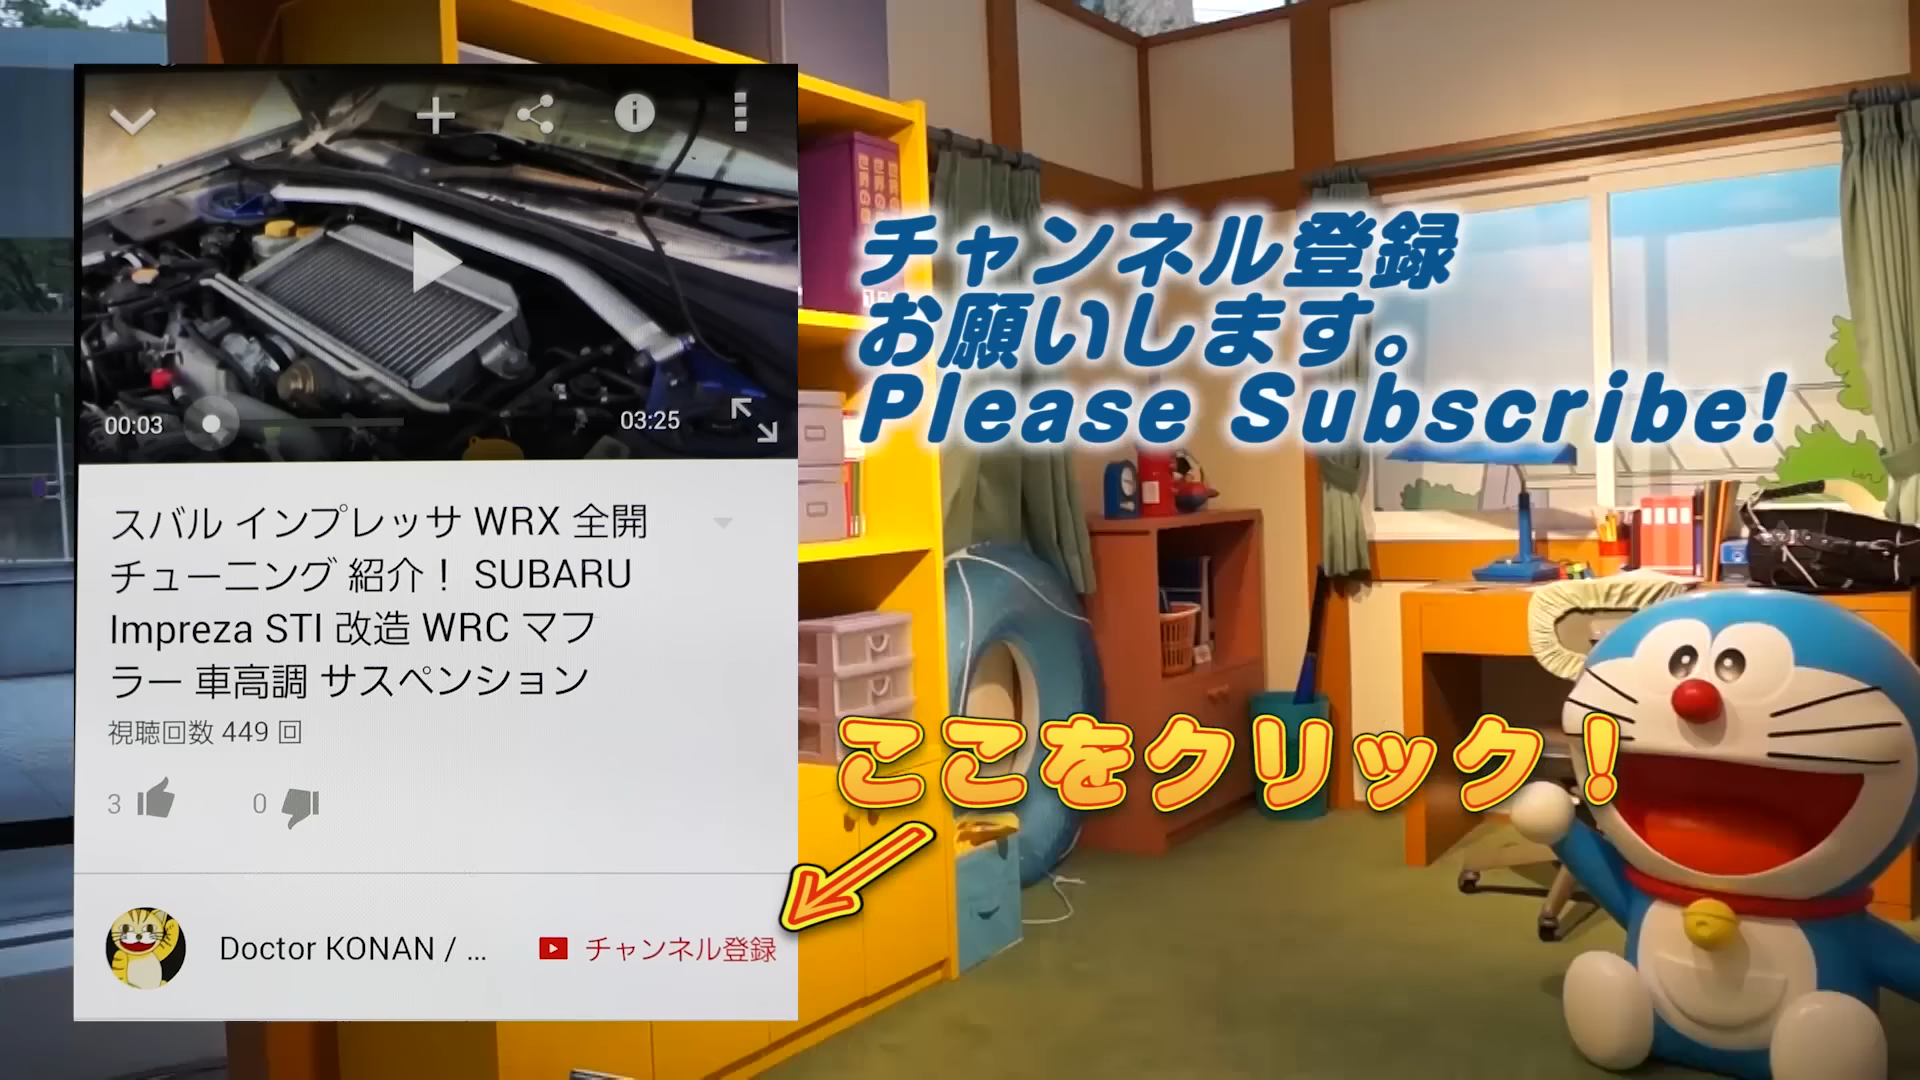 00:03
03:25
スバル インプレッサ WRX 全開
チューニング 紹介！ SUBARU
Impreza STI 改造 WRC マフ
ラー 車高調 サスペンション
視聴回数 449 回
3
0
Doctor KONAN / ...
チャンネル登録
チャンネル登録
お願いします。
Please Subscribe!
ここをクリック！